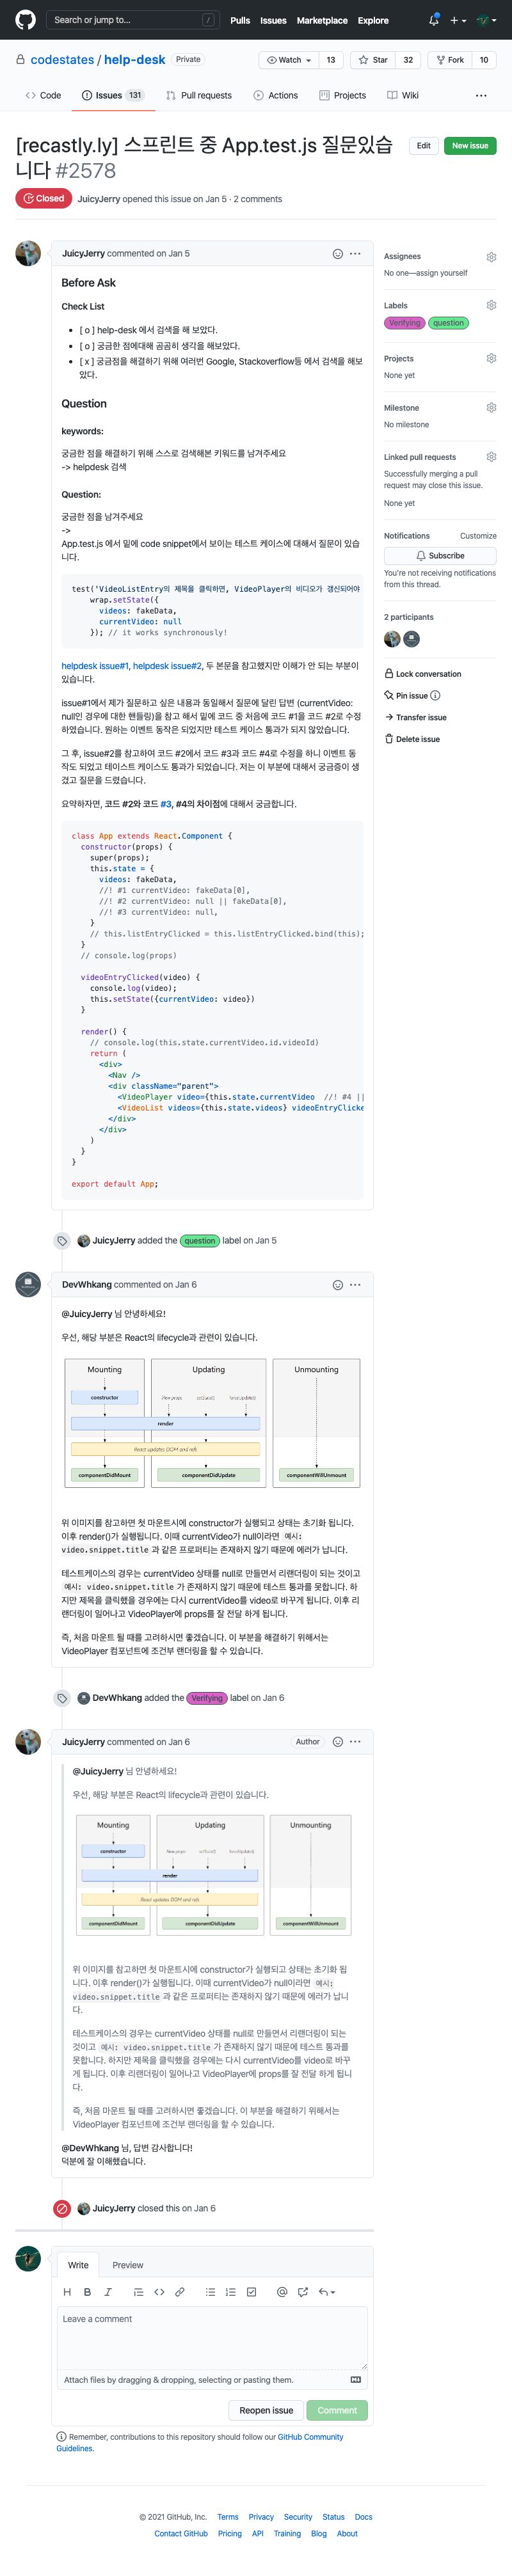 Search or jump to...
/
Pulls Issues Marketplace Explore
codestates / help-desk Private
Watch 13 Star 32 Fork 10
Code Issues 131 Pull requests Actions Projects Wiki
[recastly.ly] 스프린트 중 App.test.js 질문있습
니다 #2578
Edit New issue
Closed JuicyJerry opened this issue on Jan 5 · 2 comments
JuicyJerry commented on Jan 5
Before Ask
Check List
[ o ] help-desk 에서 검색을 해 보았다.
[ o ] 궁금한 점에대해 곰곰히 생각을 해보았다.
[ x ] 궁금점을 해결하기 위해 여러번 Google, Stackoverflow등 에서 검색을 해보
았다.
Question
keywords:
궁금한 점을 해결하기 위해 스스로 검색해본 키워드를 남겨주세요
-> helpdesk 검색
Question:
궁금한 점을 남겨주세요
->
App.test.js 에서 밑에 code snippet에서 보이는 테스트 케이스에 대해서 질문이 있습니
다.
test('VideoListEntry의 제목을 클릭하면, VideoPlayer의 비디오가 갱신되어야
wrap.setState({
videos: fakeData,
currentVideo: null
}); // it works synchronously!
helpdesk issue#1, helpdesk issue#2, 두 본문을 참고했지만 이해가 안 되는 부분이
있습니다.
issue#1에서 제가 질문하고 싶은 내용과 동일해서 질문에 달린 답변 (currentVideo:
null인 경우에 대한 핸들링)을 참고 해서 밑에 코드 중 처음에 코드 #1을 코드 #2로 수정
하였습니다. 원하는 이벤트 동작은 되었지만 테스트 케이스 통과가 되지 않았습니다.
그 후, issue#2를 참고하여 코드 #2에서 코드 #3과 코드 #4로 수정을 하니 이벤트 동
작도 되었고 테이스트 케이스도 통과가 되었습니다. 저는 이 부분에 대해서 궁금증이 생
겼고 질문을 드렸습니다.
요약하자면, 코드 #2와 코드 #3, #4의 차이점에 대해서 궁금합니다.
class App extends React.Component {
constructor(props) {
super(props);
this.state = {
videos: fakeData,
//! #1 currentVideo: fakeData[0],
//! #2 currentVideo: null || fakeData[0],
//! #3 currentVideo: null,
}
// this.listEntryClicked = this.listEntryClicked.bind(this);
}
// console.log(props)
videoEntryClicked(video) {
console.log(video);
this.setState({currentVideo: video})
}
render() {
// console.log(this.state.currentVideo.id.videoId)
return (
<div>
<Nav />
<div className="parent">
<VideoPlayer video={this.state.currentVideo //! #4 ||
<VideoList videos={this.state.videos} videoEntryClicke
</div>
</div>
)
}
}
export default App;
JuicyJerry added the question label on Jan 5
DevWhkang commented on Jan 6
@JuicyJerry 님 안녕하세요!
우선, 해당 부분은 React의 lifecycle과 관련이 있습니다.
Mounting Updating Unmounting
constructor New props setState() forceUpdate()
render
React updates DOM and refs
componentDidMount componentDidUpdate componentWillUnmount
위 이미지를 참고하면 첫 마운트시에 constructor가 실행되고 상태는 초기화 됩니다.
이후 render()가 실행됩니다. 이때 currentVideo가 null이라면 예시:
video.snippet.title 과 같은 프로퍼티는 존재하지 않기 때문에 에러가 납니다.
테스트케이스의 경우는 currentVideo 상태를 null로 만들면서 리랜더링이 되는 것이고
예시: video.snippet.title 가 존재하지 않기 때문에 테스트 통과를 못합니다. 하
지만 제목을 클릭했을 경우에는 다시 currentVideo를 video로 바꾸게 됩니다. 이후 리
랜더링이 일어나고 VideoPlayer에 props를 잘 전달 하게 됩니다.
즉, 처음 마운트 될 때를 고려하시면 좋겠습니다. 이 부분을 해결하기 위해서는
VideoPlayer 컴포넌트에 조건부 랜더링을 할 수 있습니다.
DevWhkang added the Verifying label on Jan 6
JuicyJerry commented on Jan 6 Author
@JuicyJerry 님 안녕하세요!
우선, 해당 부분은 React의 lifecycle과 관련이 있습니다.
Mounting Updating Unmounting
constructor New props setState() forceUpdate()
render
React updates DOM and refs
componentDidMount componentDidUpdate componentWillUnmount
위 이미지를 참고하면 첫 마운트시에 constructor가 실행되고 상태는 초기화 됩
니다. 이후 render()가 실행됩니다. 이때 currentVideo가 null이라면 예시:
video.snippet.title 과 같은 프로퍼티는 존재하지 않기 때문에 에러가 납니
다.
테스트케이스의 경우는 currentVideo 상태를 null로 만들면서 리랜더링이 되는
것이고 예시: video.snippet.title 가 존재하지 않기 때문에 테스트 통과를
못합니다. 하지만 제목을 클릭했을 경우에는 다시 currentVideo를 video로 바꾸
게 됩니다. 이후 리랜더링이 일어나고 VideoPlayer에 props를 잘 전달 하게 됩니
다.
즉, 처음 마운트 될 때를 고려하시면 좋겠습니다. 이 부분을 해결하기 위해서는
VideoPlayer 컴포넌트에 조건부 랜더링을 할 수 있습니다.
@DevWhkang 님, 답변 감사합니다!
덕분에 잘 이해했습니다.
JuicyJerry closed this on Jan 6
Write Preview
Leave a comment
Attach files by dragging & dropping, selecting or pasting them.
Reopen issue Comment
Remember, contributions to this repository should follow our GitHub Community
Guidelines.
Assignees
No one—assign yourself
Labels
Verifying question
Projects
None yet
Milestone
No milestone
Linked pull requests
Successfully merging a pull
request may close this issue.
None yet
Notifications Customize
Subscribe
You're not receiving notifications
from this thread.
2 participants
Lock conversation
Pin issue
Transfer issue
Delete issue
© 2021 GitHub, Inc. Terms Privacy Security Status Docs
Contact GitHub Pricing API Training Blog About